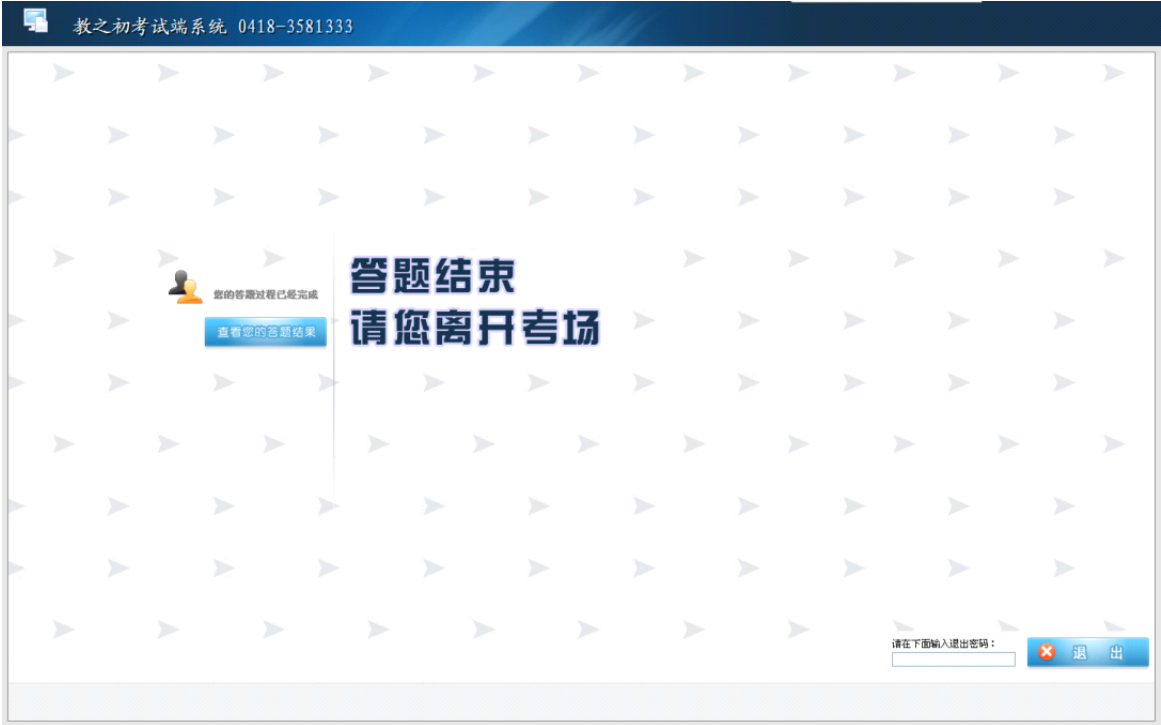 教之初考试端系统 0418-3581333
您的答题过程已经完成
查看您的答题结果
答题结束
请您离开考场
请在下面输入退出密码：
退 出